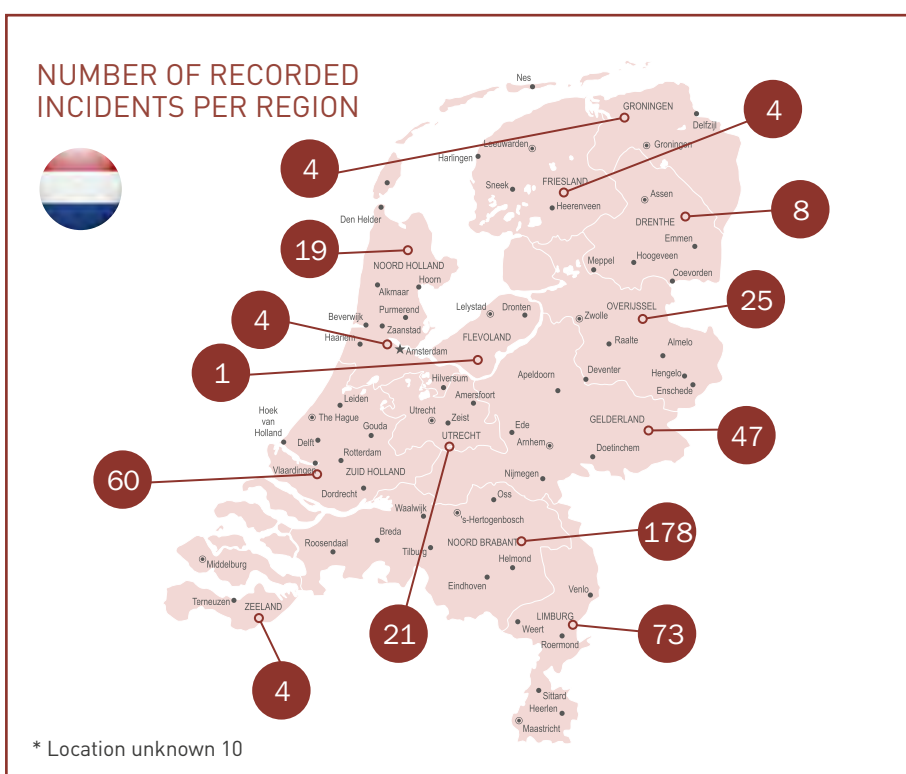 NUMBER OF RECORDED
INCIDENTS PER REGION
Nes
GRONINGEN
4
Delfzijl
Leeuwarden
Groningen
Harlingen
4
Sneek
FRIESLAND
Assen
Heerenveen
8
Den Helder
DRENTHE
19
Emmen
NOORD HOLLAND
Meppel
Hoogeveen
Hoorn
Coevorden
Alkmaar
25
Lelystad
Dronten
OVERIJSSEL
Purmerend
Zwolle
Beverwijk
4
Zaanstad
FLEVOLAND
Haarlem
Raalte
Almelo
Amsterdam
1
Hengelo
Hilversum
Apeldoorn
Deventer
Enschede
Amersfoort
Leiden
Hoek
van
Holland
The Hague
Utrecht
Zeist
GELDERLAND
Gouda
Ede
47
Delft
UTRECHT
Arnhem
Rotterdam
Doetinchem
60
Vlaardingen
ZUID HOLLAND
Nijmegen
Dordrecht
Oss
Waalwijk
's-Hertogenbosch
178
Breda
Roosendaal
Tilburg
NOORD BRABANT
Middelburg
Helmond
Eindhoven
Venlo
Terneuzen
ZEELAND
LIMBURG
21
Weert
73
Roermond
4
Sittard
Heerlen
Maastricht
* Location unknown 10